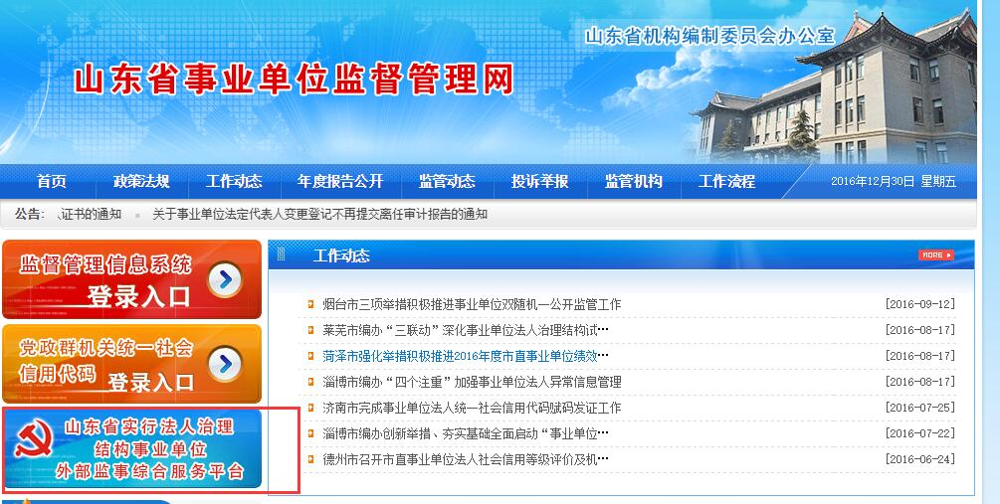 山东省机构编制委员会办公室
山东省事业单位监督管理网
首页 政策法规 工作动态 年度报告公开 监管动态 投诉举报 监管机构 工作流程 2016年12月30日 星期五
公告: 证书的通知 关于事业单位法定代表人变更登记不再提交离任审计报告的通知
监督管理信息系统
登录入口
党政群机关统一社会
信用代码 登录入口
山东省实行法人治理
结构事业单位
外部监事综合服务平台
工作动态 MORE
烟台市三项举措积极推进事业单位双随机一公开监管工作 [2016-09-12]
莱芜市编办“三联动”深化事业单位法人治理结构试… [2016-08-17]
菏泽市强化举措积极推进2016年度市直事业单位绩效… [2016-08-17]
淄博市编办“四个注重”加强事业单位法人异常信息管理 [2016-08-17]
济南市完成事业单位法人统一社会信用代码赋码发证工作 [2016-07-25]
淄博市编办创新举措、夯实基础全面启动“事业单位… [2016-07-22]
德州市召开市直事业单位法人社会信用等级评价及机… [2016-06-24]